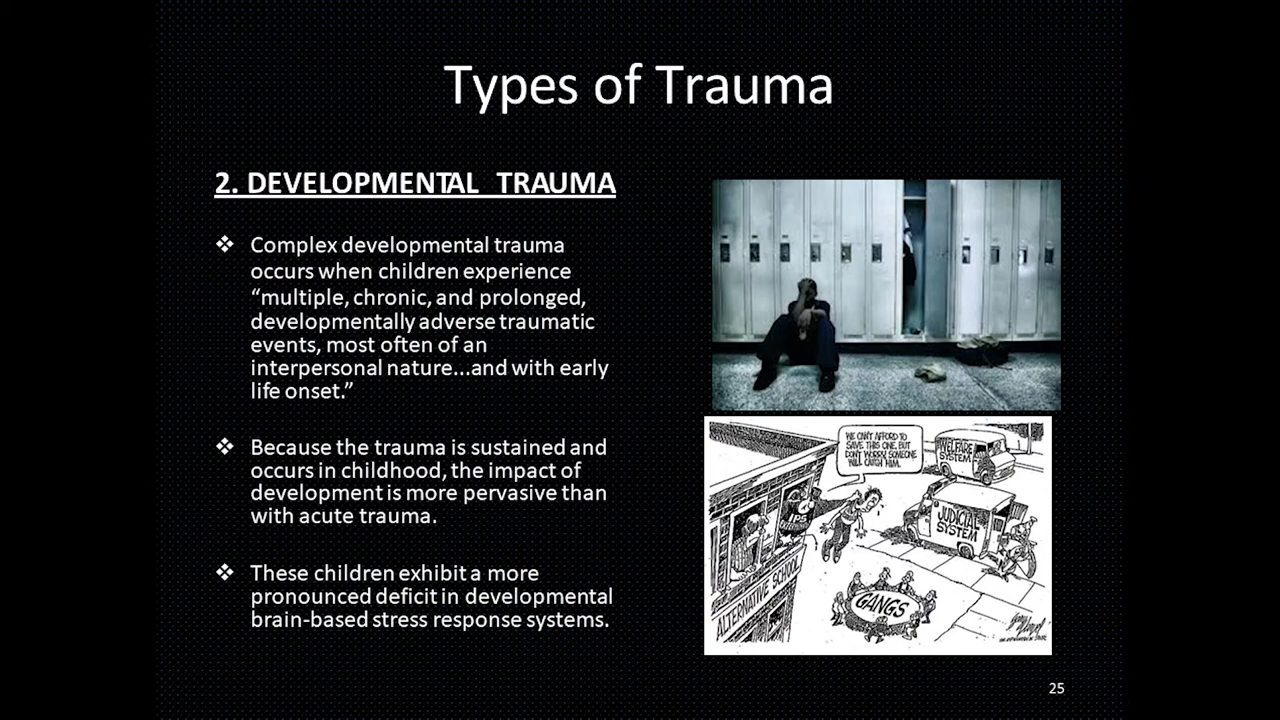 Types of Trauma
2. DEVELOPMENTAL TRAUMA
❖ Complex developmental trauma
occurs when children experience
“multiple, chronic, and prolonged,
developmentally adverse traumatic
events, most often of an
interpersonal nature...and with early
life onset.”
❖ Because the trauma is sustained and
occurs in childhood, the impact of
development is more pervasive than
with acute trauma.
❖ These children exhibit a more
pronounced deficit in developmental
brain-based stress response systems.
WE CAN'T AFFORD TO
SAVE THIS ONE, BUT
DON'T WORRY, SOMEONE
WILL CATCH HIM.
WELFARE
SYSTEM
JUDICIAL
SYSTEM
IPS
ALTERNATIVE SCHOOL
GANGS
25